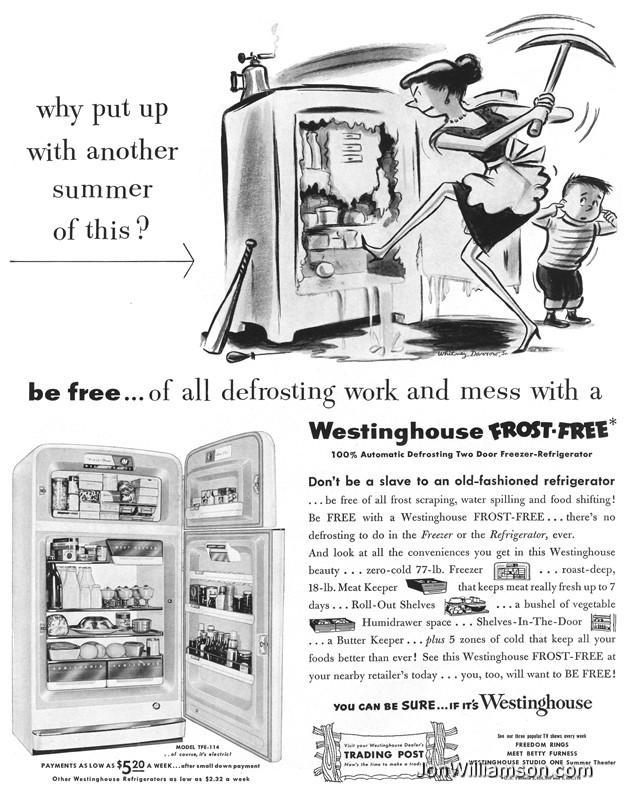 why put up
with another
summer
of this?
Whitney Darrow, Jr.
be free... of all defrosting work and mess with a
Westinghouse FROST-FREE*
100% Automatic Defrosting Two Door Freezer-Refrigerator
Don't be a slave to an old-fashioned refrigerator
... be free of all frost scraping, water spilling and food shifting!
Be FREE with a Westinghouse FROST-FREE... there's no
defrosting to do in the Freezer or the Refrigerator, ever.
And look at all the conveniences you get in this Westinghouse
beauty... zero-cold 77-lb. Freezer ... roast-deep,
18-lb. Meat Keeper that keeps meat really fresh up to 7
days... Roll-Out Shelves ... a bushel of vegetable
Humidrawer space... Shelves-In-The-Door
... a Butter Keeper... plus 5 zones of cold that keep all your
foods better than ever! See this Westinghouse FROST-FREE at
your nearby retailer's today... you, too, will want to BE FREE!
YOU CAN BE SURE...IF IT'S Westinghouse
MEAT KEEPER
HUMIDRAWER HUMIDRAWER
MODEL TFE-114
...of course, it's electric!
PAYMENTS AS LOW AS $5.20 A WEEK...after small down payment
Other Westinghouse Refrigerators as low as $2.32 a week
Visit your Westinghouse Dealer's
TRADING POST
Now's the time to make a trade
See our three popular TV shows every week
FREEDOM RINGS
MEET BETTY FURNESS
WESTINGHOUSE STUDIO ONE Summer Theater
JonWilliamson.com